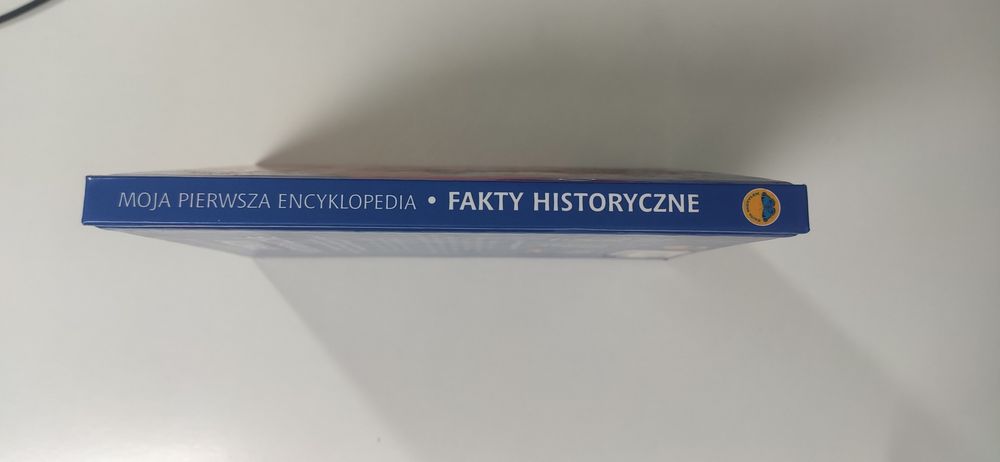 MOJA PIERWSZA ENCYKLOPEDIA • FAKTY HISTORYCZNE